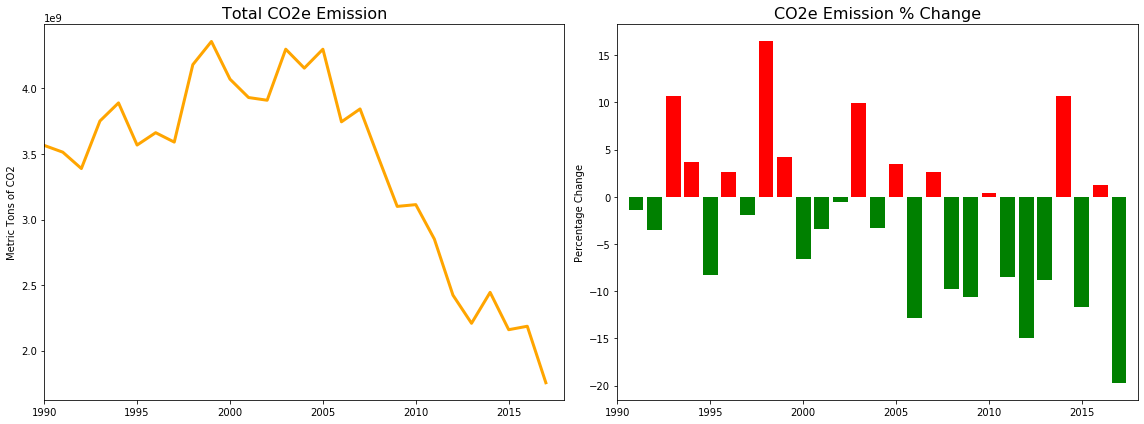 Total CO2e Emission
1e9
Metric Tons of CO2
4.0
3.5
3.0
2.5
2.0
1990 1995 2000 2005 2010 2015
CO2e Emission % Change
Percentage Change
15
10
5
0
−5
−10
−15
−20
1990 1995 2000 2005 2010 2015